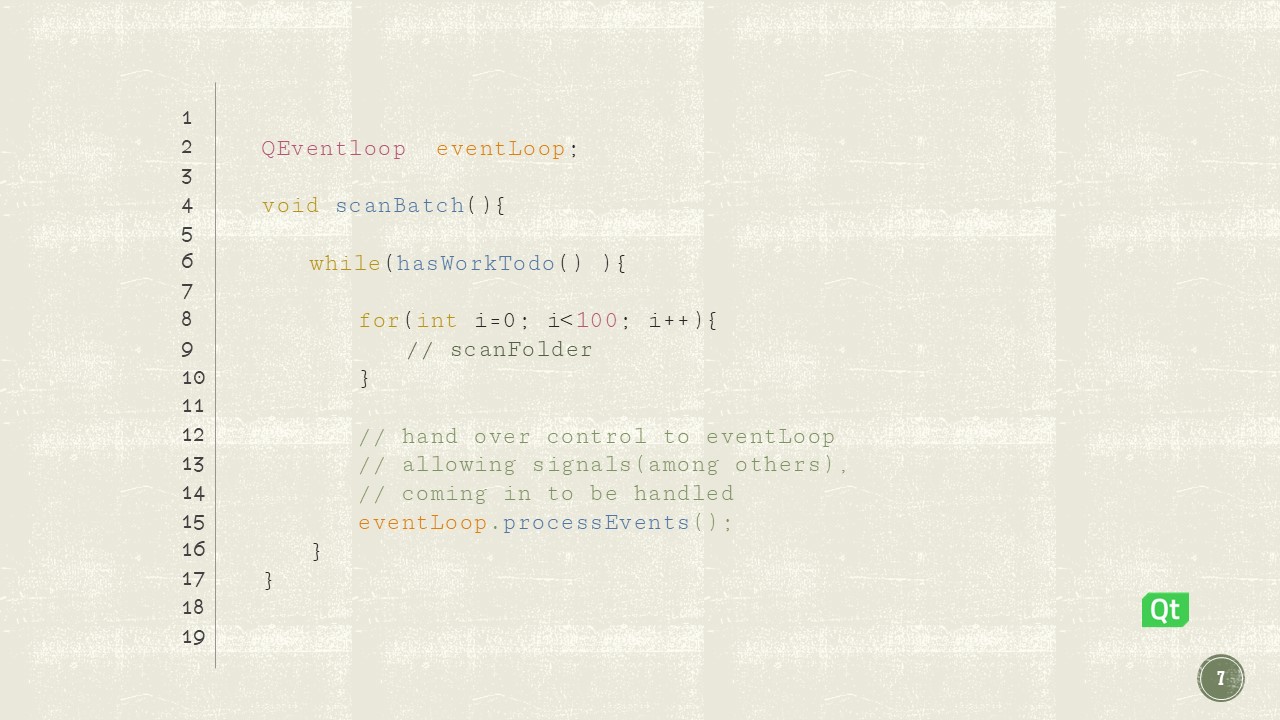 1
2 QEventloop eventLoop;
3
4 void scanBatch(){
5
6 while(hasWorkTodo() ){
7
8 for(int i=0; i<100; i++){
9 // scanFolder
10 }
11
12 // hand over control to eventLoop
13 // allowing signals(among others),
14 // coming in to be handled
15 eventLoop.processEvents();
16 }
17 }
18
19
Qt
7